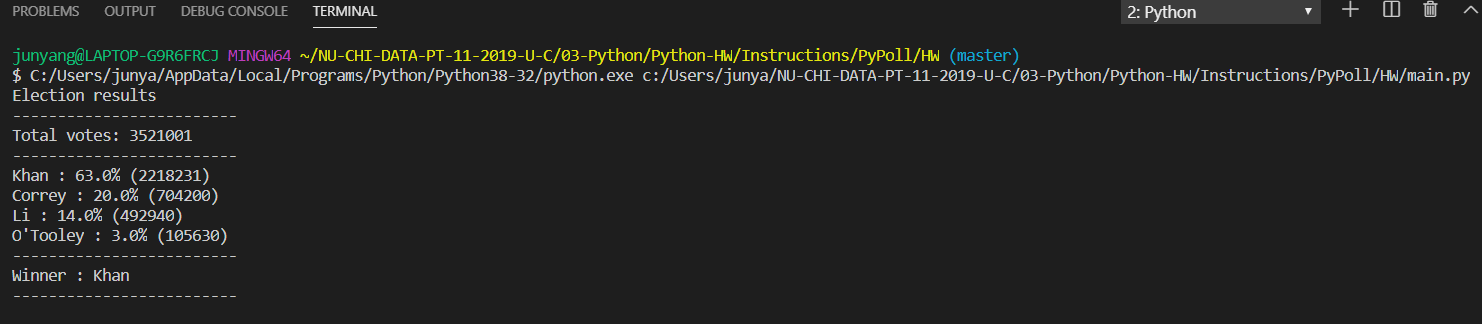 PROBLEMS OUTPUT DEBUG CONSOLE TERMINAL 2: Python
junyang@LAPTOP-G9R6FRCJ MINGW64 ~/NU-CHI-DATA-PT-11-2019-U-C/03-Python/Python-HW/Instructions/PyPoll/HW (master)
$ C:/Users/junya/AppData/Local/Programs/Python/Python38-32/python.exe c:/Users/junya/NU-CHI-DATA-PT-11-2019-U-C/03-Python/Python-HW/Instructions/PyPoll/HW/main.py
Election results
-------------------------
Total votes: 3521001
-------------------------
Khan : 63.0% (2218231)
Correy : 20.0% (704200)
Li : 14.0% (492940)
O'Tooley : 3.0% (105630)
-------------------------
Winner : Khan
-------------------------